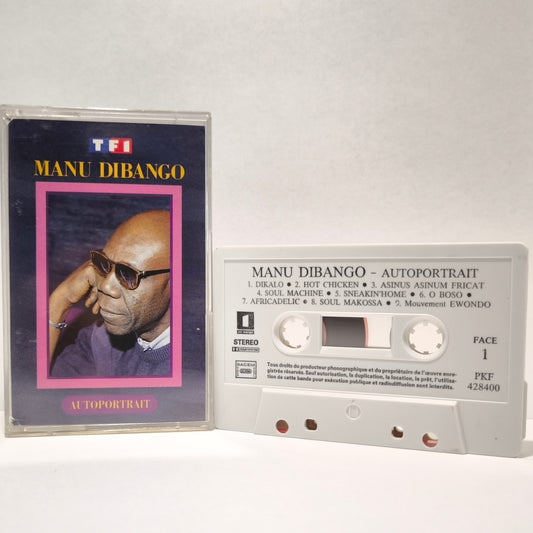 TF1
MANU DIBANGO
AUTOPORTRAIT
MANU DIBANGO – AUTOPORTRAIT
1. DIKALO • 2. HOT CHICKEN • 3. ASINUS ASINUM FRICAT
4. SOUL MACHINE • 5. SNEAKIN'HOME • 6. O BOSO •
7. AFRICADELIC • 8. SOUL MAKOSSA • 9. Mouvement EWONDO
STEREO
FACE
1
SACEM
Tous droits du producteur phonographique et du propriétaire de l'œuvre enre-
gistrée réservés. Sauf autorisation, la duplication, la location, le prêt, l'utilisa-
tion de cette bande pour exécution publique et radiodiffusion sont interdits.
PKF
428400